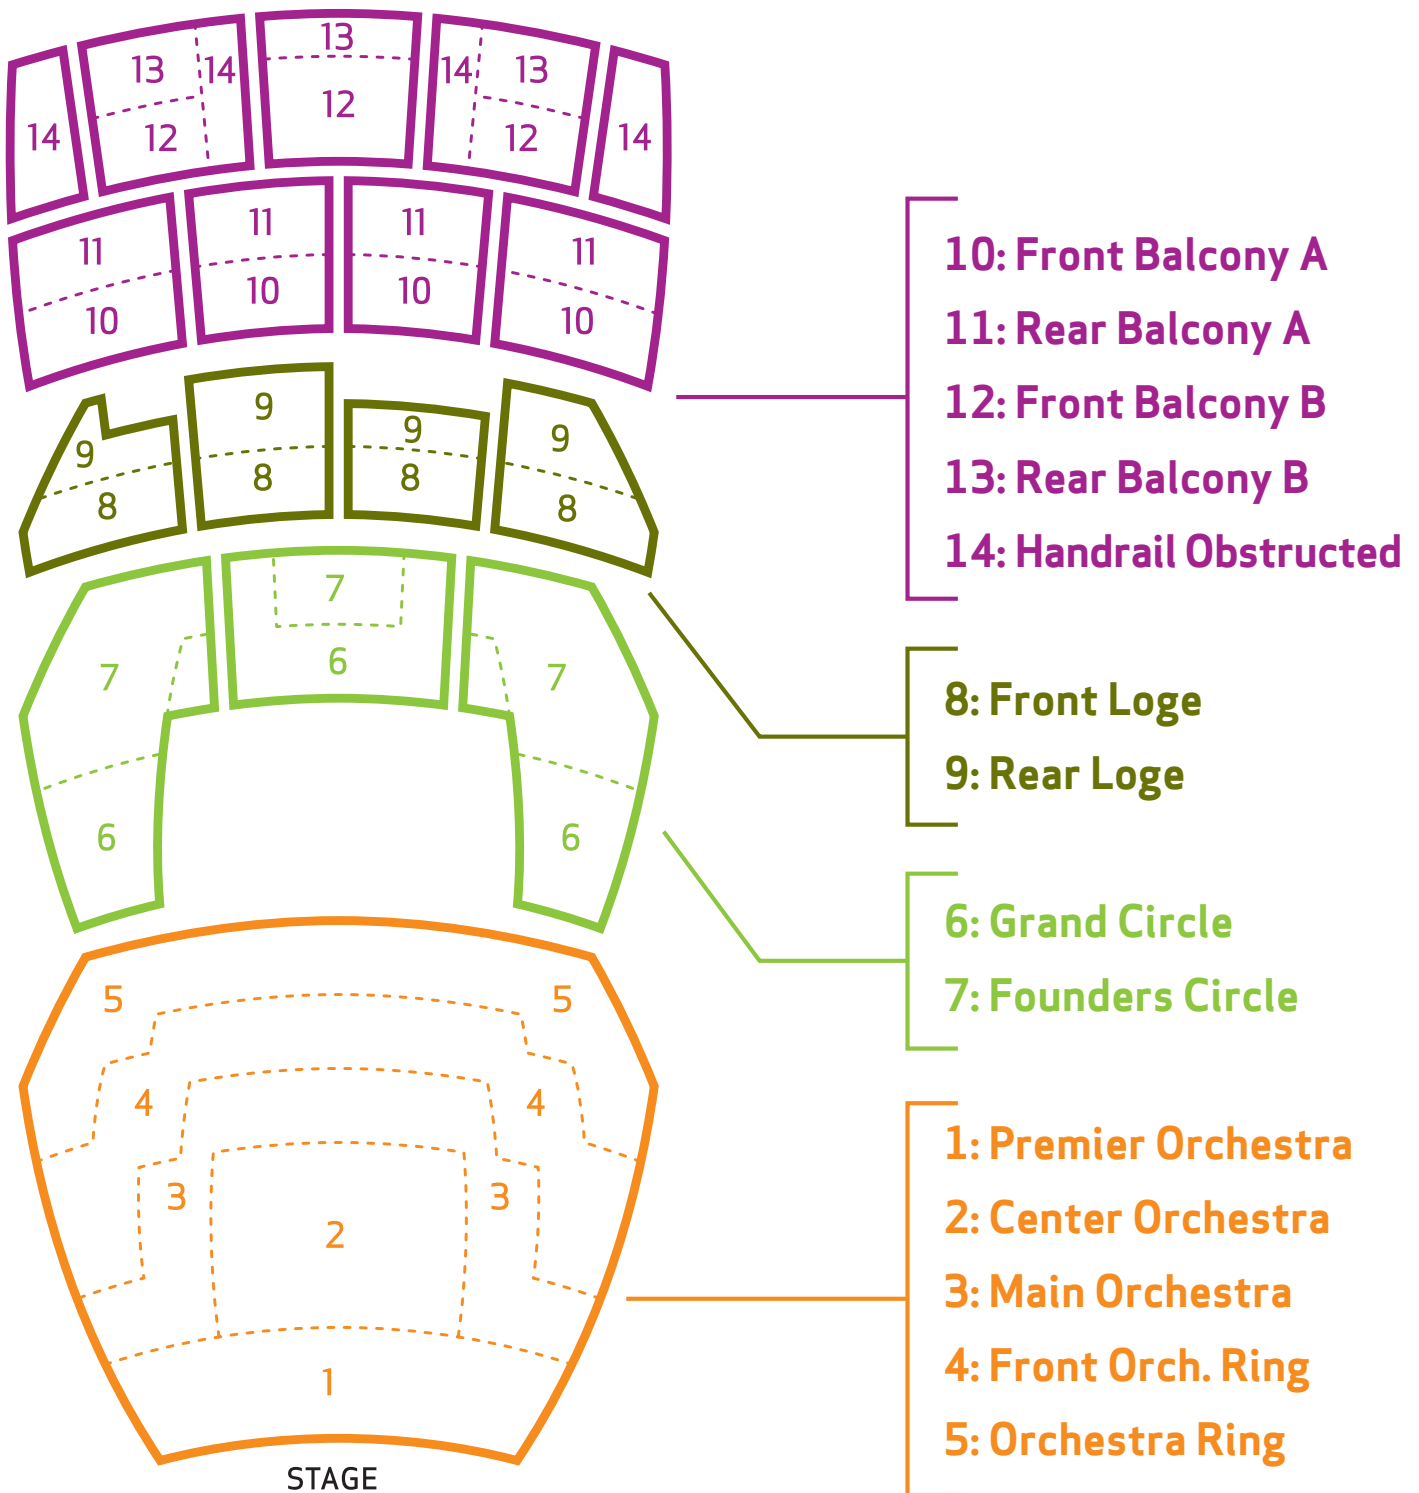 13
13 14
14 13
12
12
12
14
14
11
11
11
11
10
10
10
10
9
9
9
9
8
8
8
8
7
7
7
6
6
6
5
5
4
4
3
3
2
1
STAGE
10: Front Balcony A
11: Rear Balcony A
12: Front Balcony B
13: Rear Balcony B
14: Handrail Obstructed
8: Front Loge
9: Rear Loge
6: Grand Circle
7: Founders Circle
1: Premier Orchestra
2: Center Orchestra
3: Main Orchestra
4: Front Orch. Ring
5: Orchestra Ring